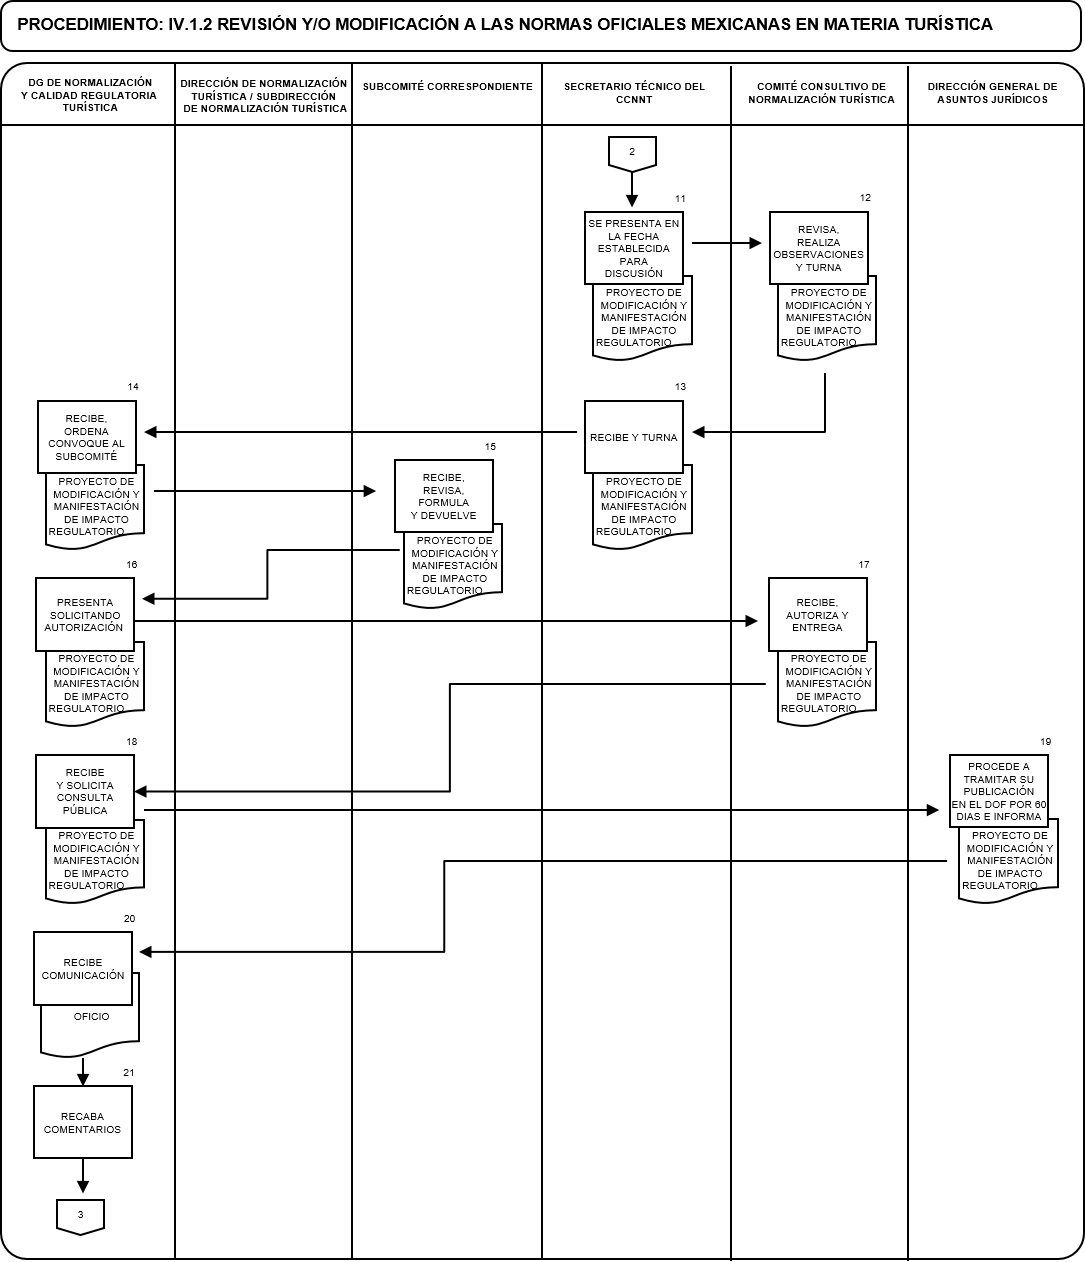 PROCEDIMIENTO: IV.1.2 REVISIÓN Y/O MODIFICACIÓN A LAS NORMAS OFICIALES MEXICANAS EN MATERIA TURÍSTICA
DG DE NORMALIZACIÓN
Y CALIDAD REGULATORIA
TURÍSTICA
DIRECCIÓN DE NORMALIZACIÓN
TURÍSTICA / SUBDIRECCIÓN
DE NORMALIZACIÓN TURÍSTICA
SUBCOMITÉ CORRESPONDIENTE
SECRETARIO TÉCNICO DEL
CCNNT
COMITÉ CONSULTIVO DE
NORMALIZACIÓN TURÍSTICA
DIRECCIÓN GENERAL DE
ASUNTOS JURÍDICOS
2
11
SE PRESENTA EN
LA FECHA
ESTABLECIDA
PARA
DISCUSIÓN
PROYECTO DE
MODIFICACIÓN Y
MANIFESTACIÓN
DE IMPACTO
REGULATORIO
12
REVISA,
REALIZA
OBSERVACIONES
Y TURNA
PROYECTO DE
MODIFICACIÓN Y
MANIFESTACIÓN
DE IMPACTO
REGULATORIO
13
RECIBE Y TURNA
PROYECTO DE
MODIFICACIÓN Y
MANIFESTACIÓN
DE IMPACTO
REGULATORIO
14
RECIBE,
ORDENA
CONVOQUE AL
SUBCOMITÉ
PROYECTO DE
MODIFICACIÓN Y
MANIFESTACIÓN
DE IMPACTO
REGULATORIO
15
RECIBE,
REVISA,
FORMULA
Y DEVUELVE
PROYECTO DE
MODIFICACIÓN Y
MANIFESTACIÓN
DE IMPACTO
REGULATORIO
16
PRESENTA
SOLICITANDO
AUTORIZACIÓN
PROYECTO DE
MODIFICACIÓN Y
MANIFESTACIÓN
DE IMPACTO
REGULATORIO
17
RECIBE,
AUTORIZA Y
ENTREGA
PROYECTO DE
MODIFICACIÓN Y
MANIFESTACIÓN
DE IMPACTO
REGULATORIO
18
RECIBE
Y SOLICITA
CONSULTA
PÚBLICA
PROYECTO DE
MODIFICACIÓN Y
MANIFESTACIÓN
DE IMPACTO
REGULATORIO
19
PROCEDE A
TRAMITAR SU
PUBLICACIÓN
EN EL DOF POR 60
DIAS E INFORMA
PROYECTO DE
MODIFICACIÓN Y
MANIFESTACIÓN
DE IMPACTO
REGULATORIO
20
RECIBE
COMUNICACIÓN
OFICIO
21
RECABA
COMENTARIOS
3